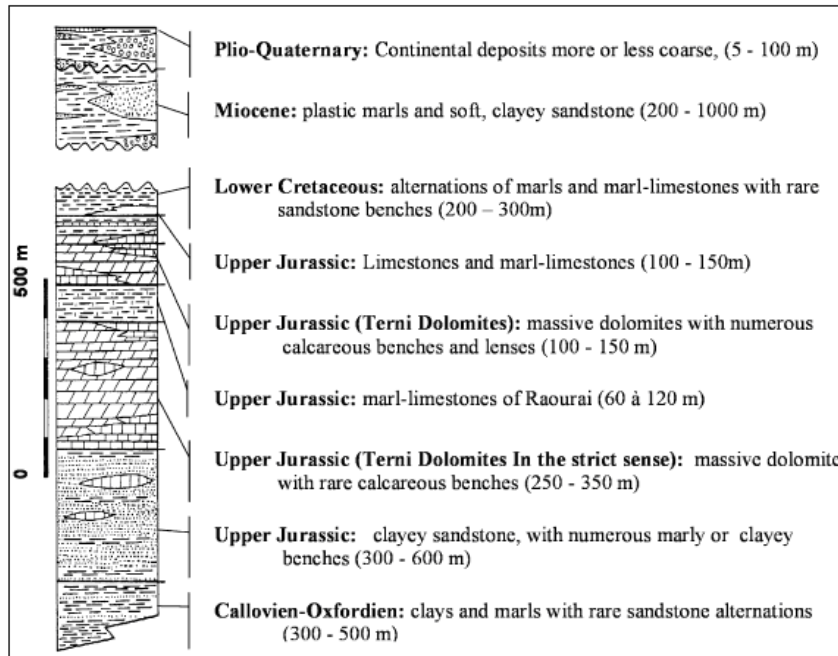 Plio-Quaternary: Continental deposits more or less coarse, (5 - 100 m)
Miocene: plastic marls and soft, clayey sandstone (200 - 1000 m)
Lower Cretaceous: alternations of marls and marl-limestones with rare
sandstone benches (200 – 300m)
Upper Jurassic: Limestones and marl-limestones (100 - 150m)
Upper Jurassic (Terni Dolomites): massive dolomites with numerous
calcareous benches and lenses (100 - 150 m)
Upper Jurassic: marl-limestones of Raourai (60 à 120 m)
Upper Jurassic (Terni Dolomites In the strict sense): massive dolomite
with rare calcareous benches (250 - 350 m)
Upper Jurassic: clayey sandstone, with numerous marly or clayey
benches (300 - 600 m)
Callovien-Oxfordien: clays and marls with rare sandstone alternations
(300 - 500 m)
500 m
0